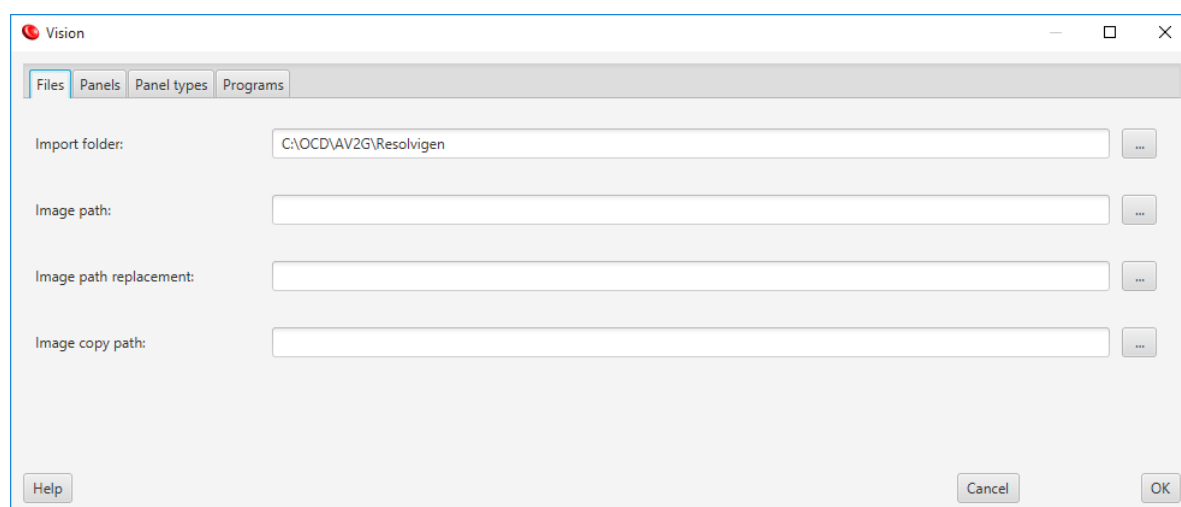 Vision
Files Panels Panel types Programs
Import folder: C:\OCD\AV2G\Resolvigen ...
Image path: ...
Image path replacement: ...
Image copy path: ...
Help Cancel OK